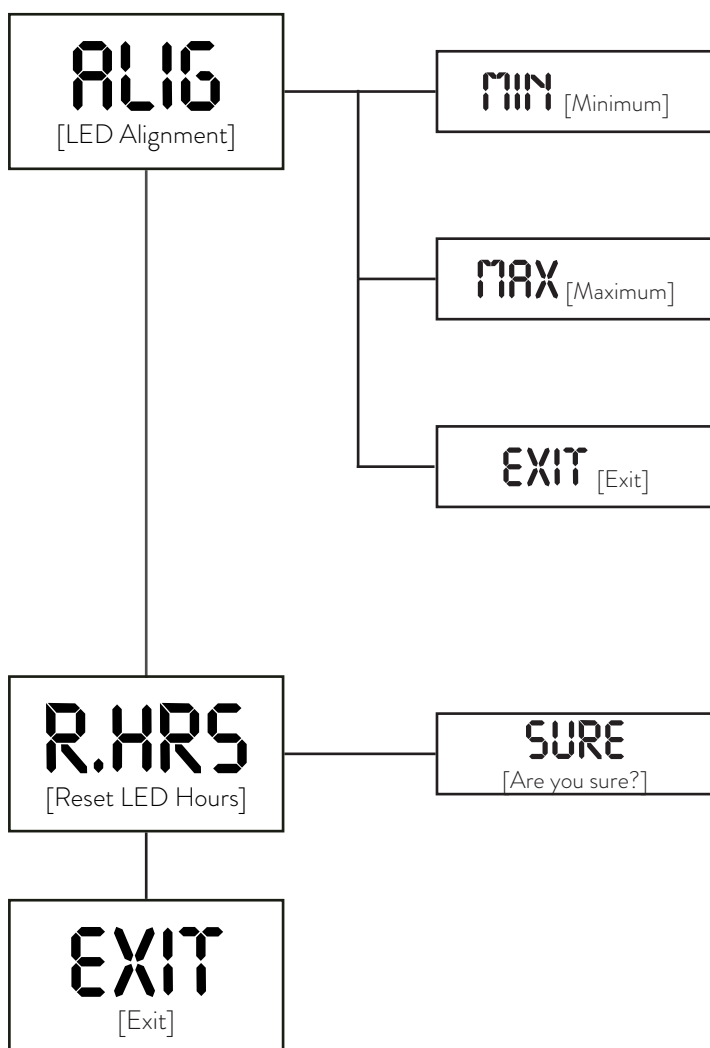 ALIG
[LED Alignment]
MIN [Minimum]
MAX [Maximum]
EXIT [Exit]
R.HRS
[Reset LED Hours]
SURE
[Are you sure?]
EXIT
[Exit]